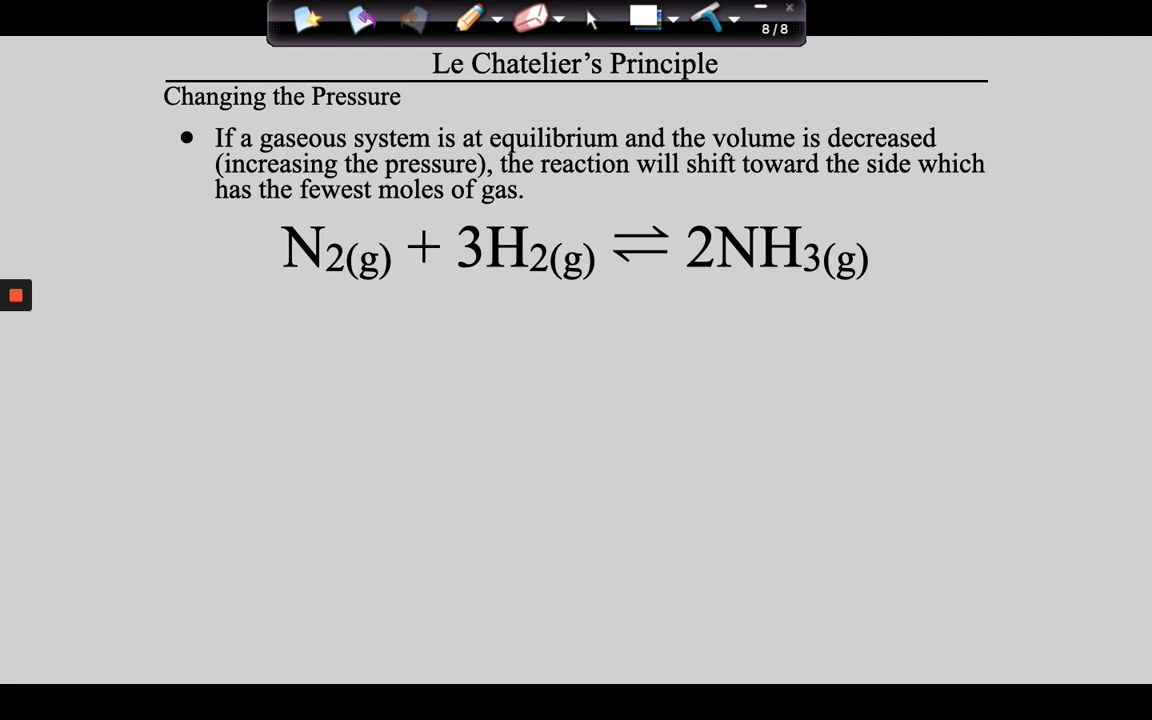 8/8
Le Chatelier’s Principle
Changing the Pressure
● If a gaseous system is at equilibrium and the volume is decreased
(increasing the pressure), the reaction will shift toward the side which
has the fewest moles of gas.
N2(g) + 3H2(g) ⇌ 2NH3(g)